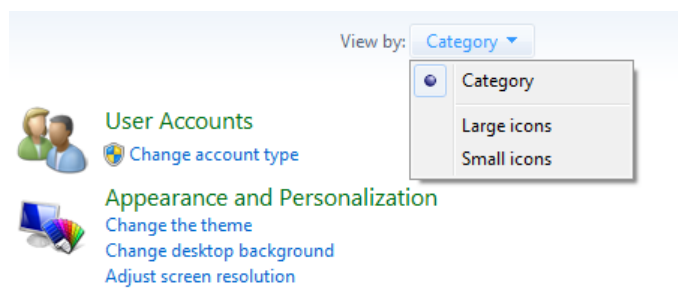 View by: Category
Category
Large icons
Small icons
User Accounts
Change account type
Appearance and Personalization
Change the theme
Change desktop background
Adjust screen resolution